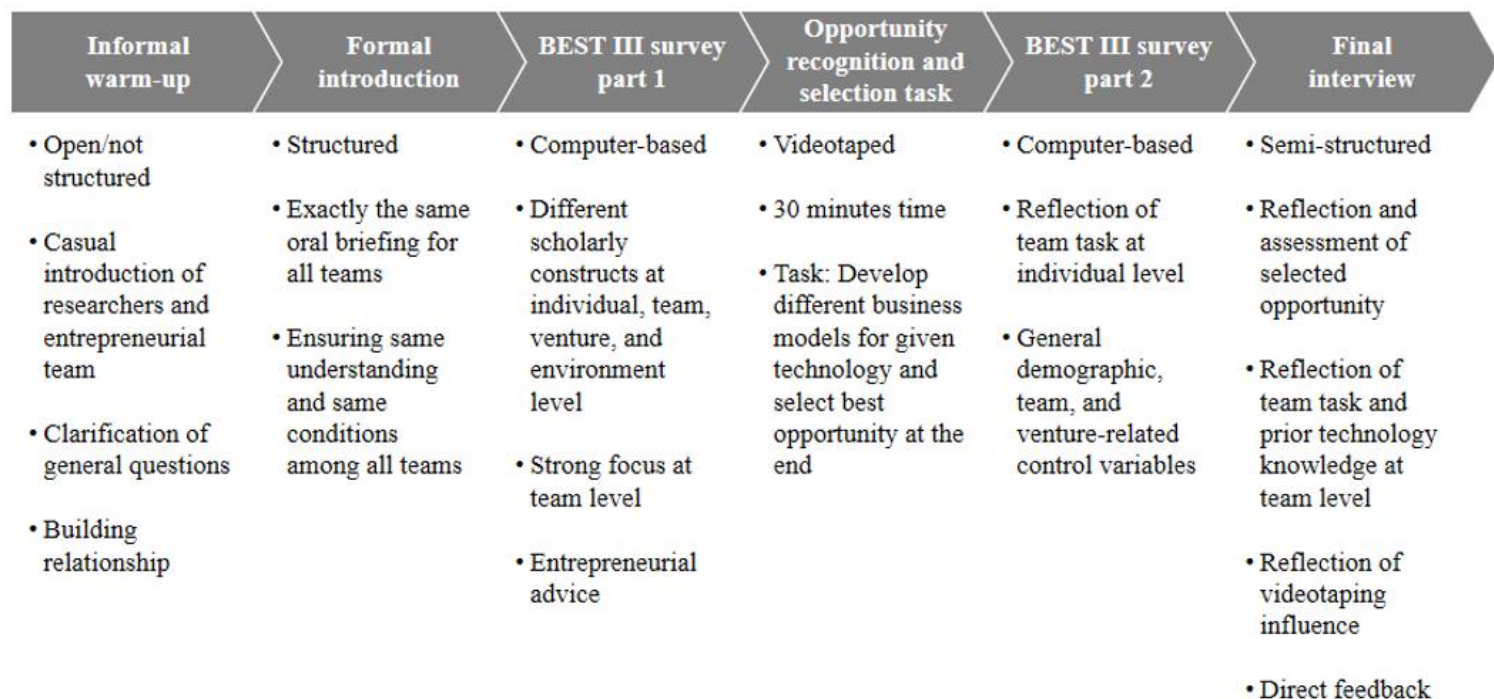 Informal
warm-up
Formal
introduction
BEST III survey
part 1
Opportunity
recognition and
selection task
BEST III survey
part 2
Final
interview
• Open/not
structured
• Casual
introduction of
researchers and
entrepreneurial
team
• Clarification of
general questions
• Building
relationship
• Structured
• Exactly the same
oral briefing for
all teams
• Ensuring same
understanding
and same
conditions
among all teams
• Computer-based
• Different
scholarly
constructs at
individual, team,
venture, and
environment
level
• Strong focus at
team level
• Entrepreneurial
advice
• Videotaped
• 30 minutes time
• Task: Develop
different business
models for given
technology and
select best
opportunity at the
end
• Computer-based
• Reflection of
team task at
individual level
• General
demographic,
team, and
venture-related
control variables
• Semi-structured
• Reflection and
assessment of
selected
opportunity
• Reflection of
team task and
prior technology
knowledge at
team level
• Reflection of
videotaping
influence
• Direct feedback